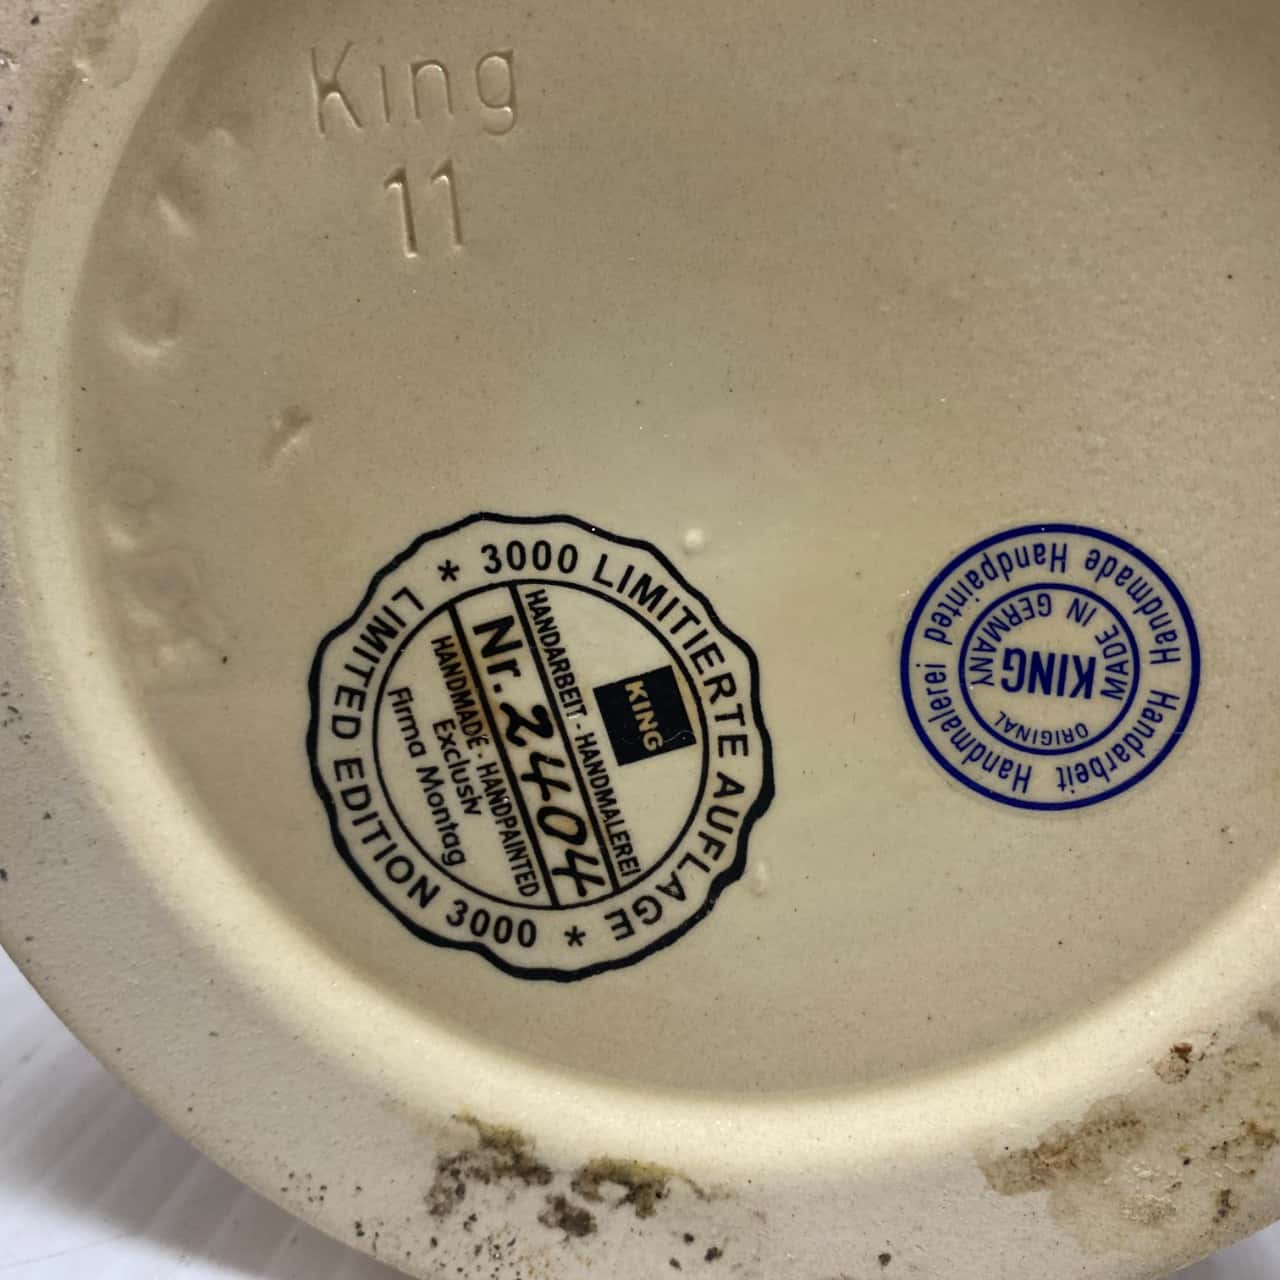 King
11
* 3000 LIMITIERTE AUFLAGE
* LIMITED EDITION 3000
KING
HANDARBEIT - HANDMALEREI
Nr. 2404
HANDMADE - HANDPAINTED
Exclusiv
Firma Montag
Handmade Handpainted
Handmalerei Handarbeit
ORIGINAL
KING
MADE IN GERMANY